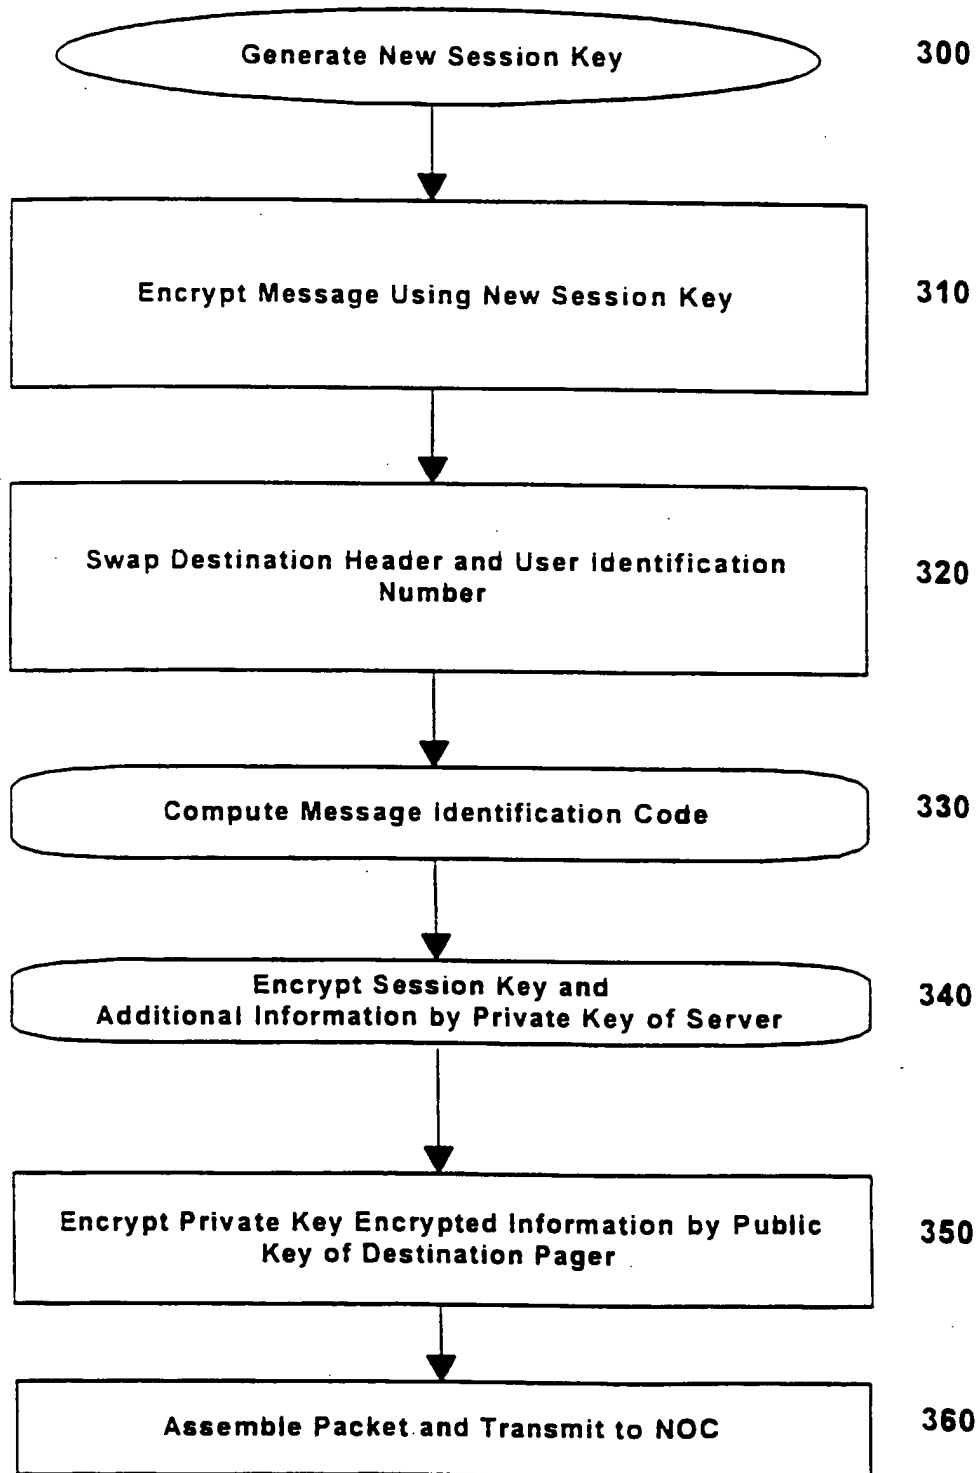 Generate New Session Key
300
Encrypt Message Using New Session Key
310
Swap Destination Header and User Identification
Number
320
Compute Message Identification Code
330
Encrypt Session Key and
Additional Information by Private Key of Server
340
Encrypt Private Key Encrypted Information by Public
Key of Destination Pager
350
Assemble Packet and Transmit to NOC
360